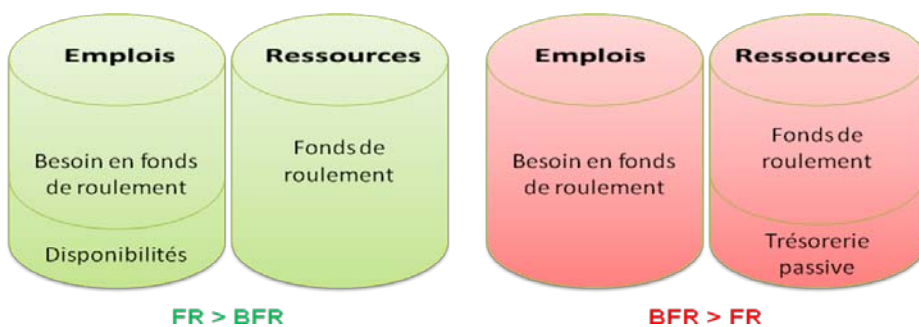 Emplois
Ressources
Besoin en fonds
de roulement
Fonds de
roulement
Disponibilités
FR > BFR
Emplois
Ressources
Besoin en fonds
de roulement
Fonds de
roulement
Trésorerie
passive
BFR > FR